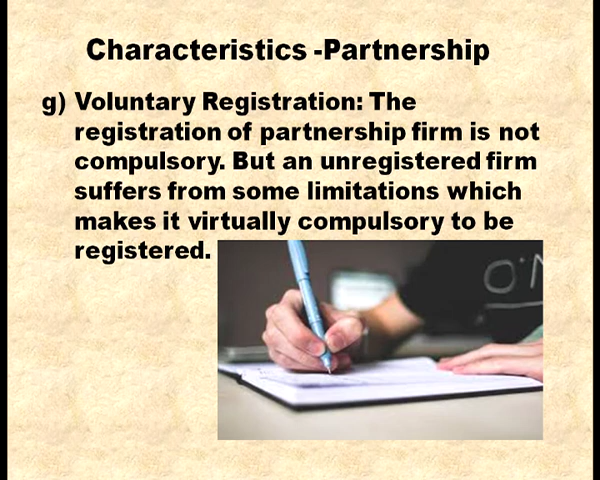 Characteristics -Partnership
g) Voluntary Registration: The
registration of partnership firm is not
compulsory. But an unregistered firm
suffers from some limitations which
makes it virtually compulsory to be
registered.
O.N